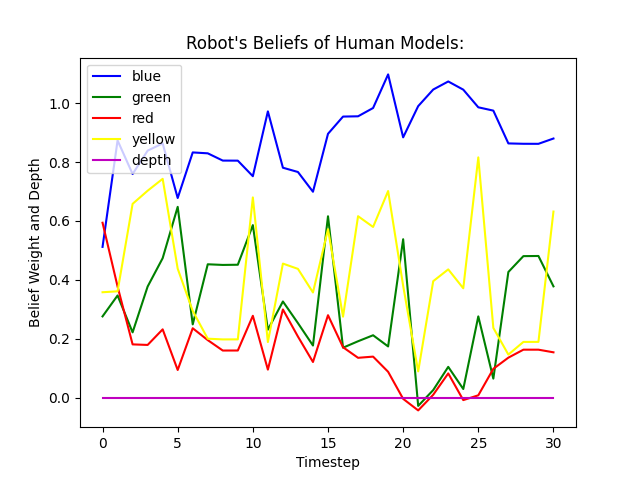 Robot's Beliefs of Human Models:
blue
green
red
yellow
depth
Belief Weight and Depth
1.0
0.8
0.6
0.4
0.2
0.0
0 5 10 15 20 25 30
Timestep